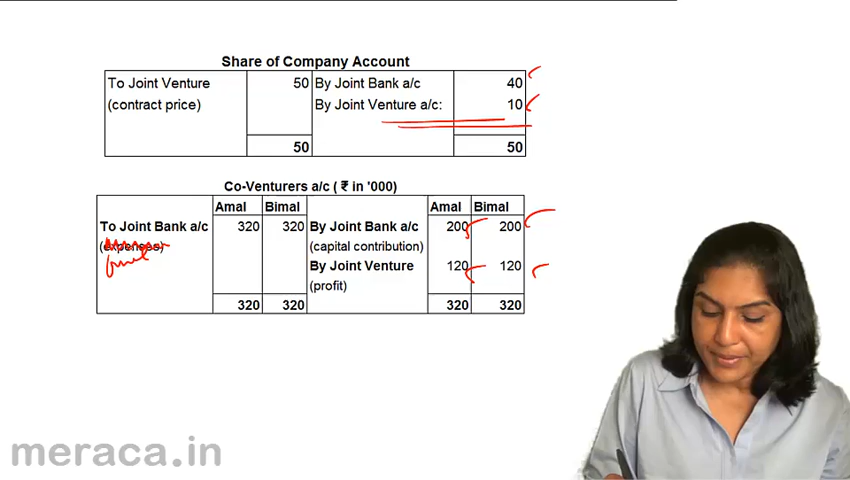 Share of Company Account
To Joint Venture 50 By Joint Bank a/c 40
(contract price) By Joint Venture a/c: 10
50 50
Co-Venturers a/c ( ₹ in '000)
Amal Bimal Amal Bimal
To Joint Bank a/c 320 320 By Joint Bank a/c 200 200
(expenses) (capital contribution)
By Joint Venture 120 120
(profit)
320 320 320 320
meraca.in